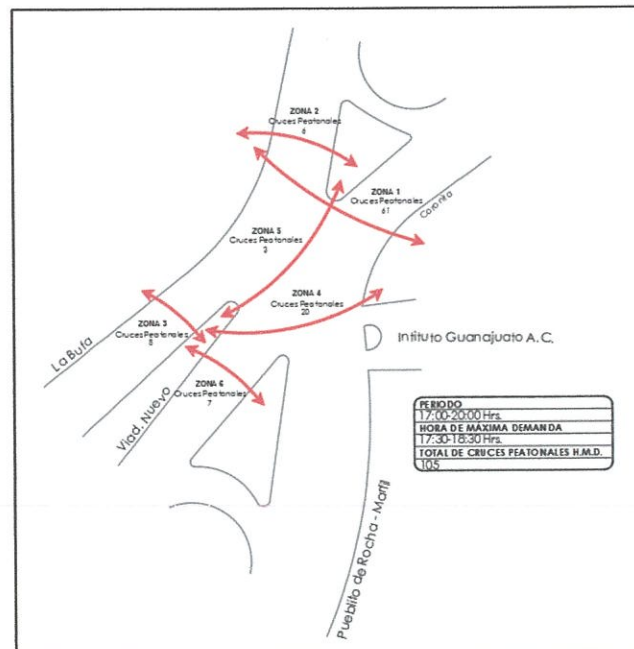 ZONA 2
Cruces Peatonales
6
ZONA 1
Cruces Peatonales
61
ZONA 5
Cruces Peatonales
3
ZONA 4
Cruces Peatonales
20
ZONA 3
Cruces Peatonales
8
La Bufa
Viad. Nuevo
ZONA 6
Cruces Peatonales
7
Intituto Guanajuato A.C.
PERIODO
17:00-20:00 Hrs.
HORA DE MÁXIMA DEMANDA
17:30-18:30 Hrs.
TOTAL DE CRUCES PEATONALES H.M.D.
105
Pueblito de Rocha - Marfil